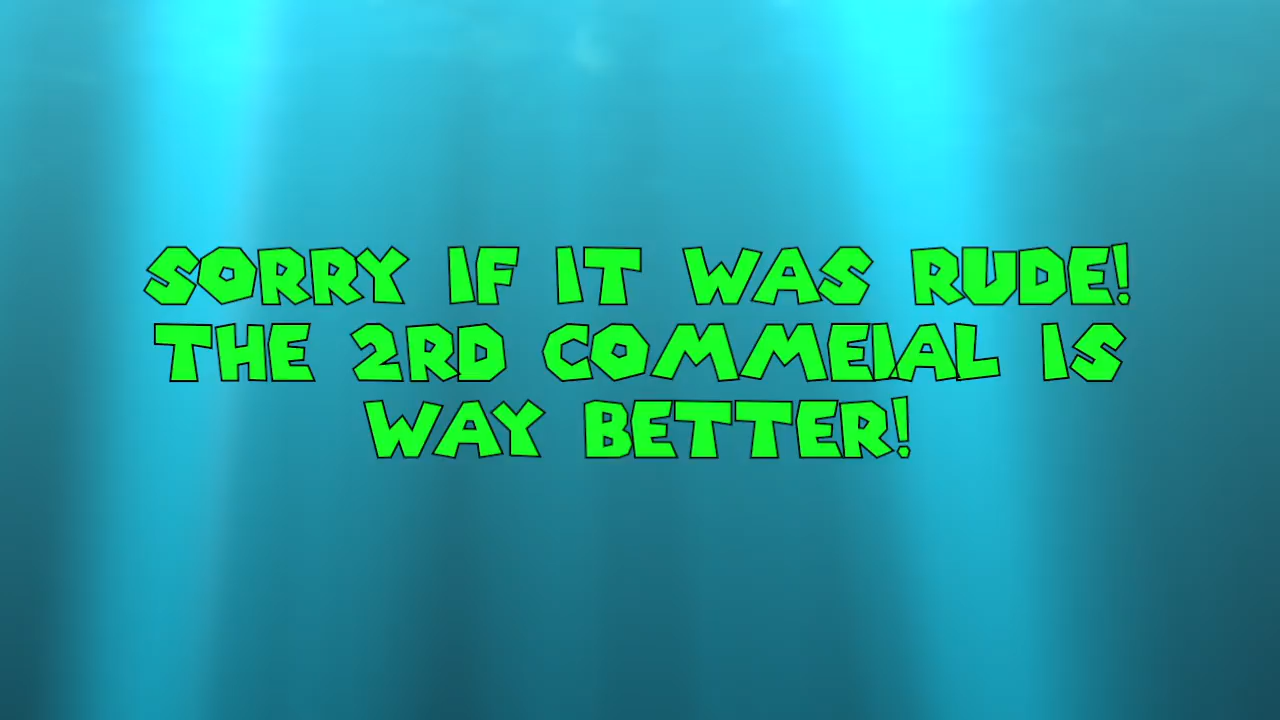 SORRY IF IT WAS RUDE!
THE 2RD COMMEIAL IS
WAY BETTER!